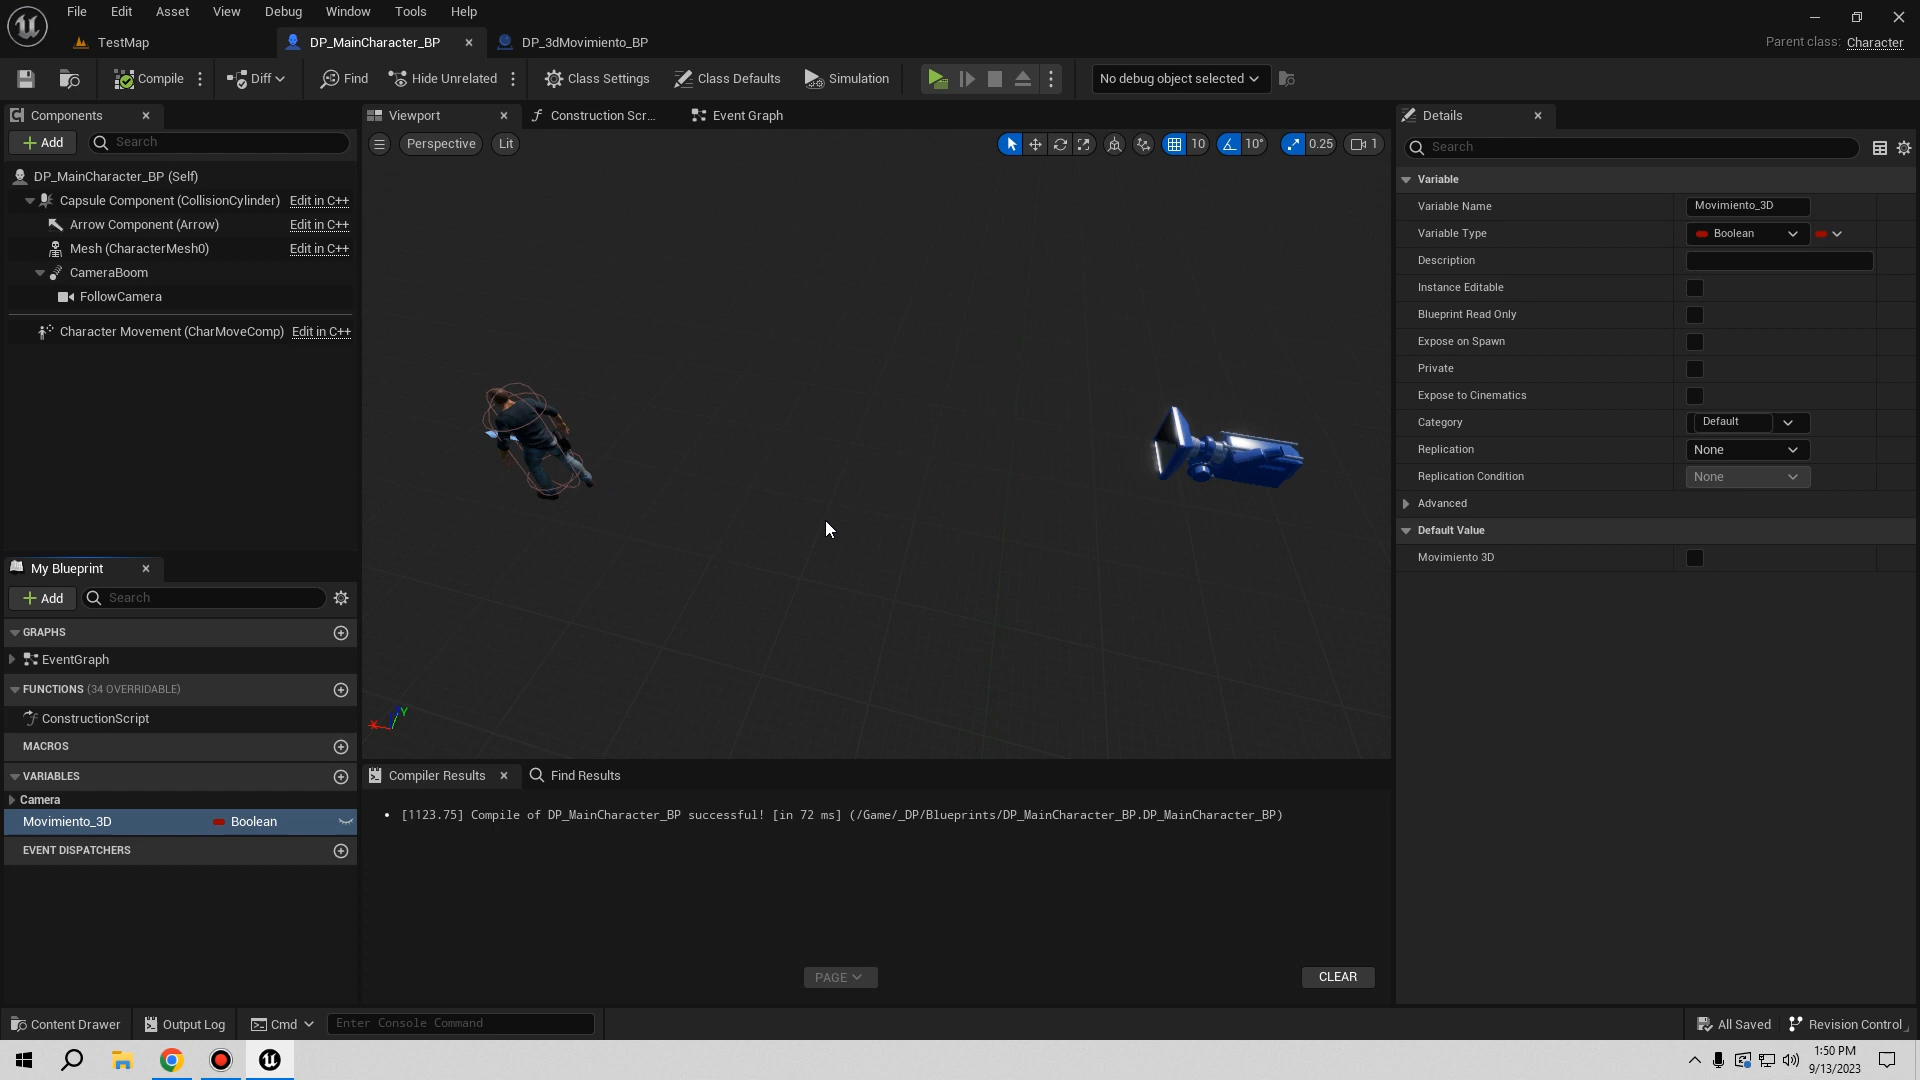 File Edit Asset View Debug Window Tools Help
TestMap DP_MainCharacter_BP DP_3dMovimiento_BP Parent class: Character
Compile Diff Find Hide Unrelated Class Settings Class Defaults Simulation No debug object selected
Components
Add Search
DP_MainCharacter_BP (Self)
Capsule Component (CollisionCylinder) Edit in C++
Arrow Component (Arrow) Edit in C++
Mesh (CharacterMesh0) Edit in C++
CameraBoom
FollowCamera
Character Movement (CharMoveComp) Edit in C++
My Blueprint
Add Search
GRAPHS
EventGraph
FUNCTIONS (34 OVERRIDABLE)
ConstructionScript
MACROS
VARIABLES
Camera
Movimiento_3D Boolean
EVENT DISPATCHERS
Viewport Construction Scr... Event Graph
Perspective Lit 10 10° 0.25 1
X Y
Compiler Results Find Results
• [1123.75] Compile of DP_MainCharacter_BP successful! [in 72 ms] (/Game/_DP/Blueprints/DP_MainCharacter_BP.DP_MainCharacter_BP)
PAGE CLEAR
Details
Search
Variable
Variable Name Movimiento_3D
Variable Type Boolean
Description
Instance Editable
Blueprint Read Only
Expose on Spawn
Private
Expose to Cinematics
Category Default
Replication None
Replication Condition None
Advanced
Default Value
Movimiento 3D
Content Drawer Output Log Cmd Enter Console Command All Saved Revision Control
1:50 PM
9/13/2023